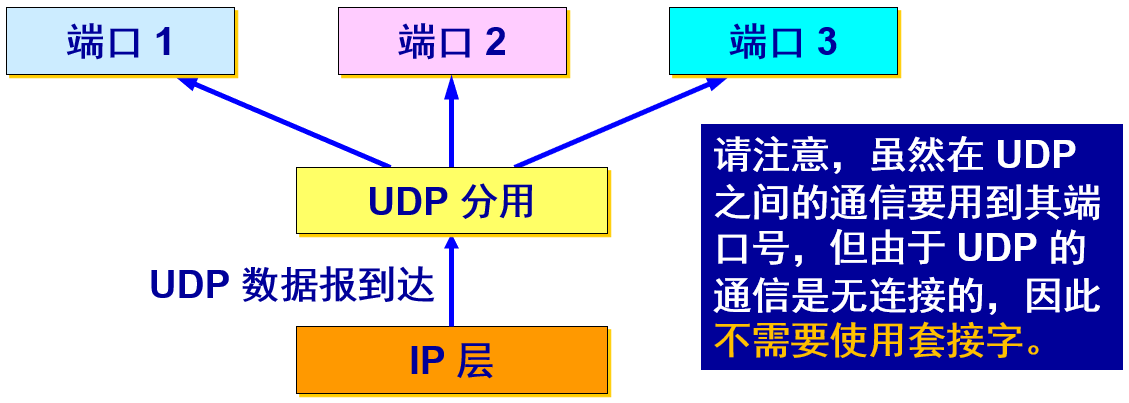 端口 1
端口 2
端口 3
UDP 分用
UDP 数据报到达
IP 层
请注意，虽然在 UDP
之间的通信要用到其端
口号，但由于 UDP 的
通信是无连接的，因此
不需要使用套接字。